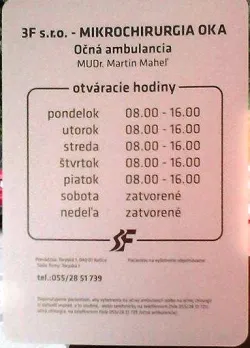 3F s.r.o. - MIKROCHIRURGIA OKA
Očná ambulancia
MUDr. Martin Maheľ
otváracie hodiny
pondelok 08.00 - 16.00
utorok 08.00 - 16.00
streda 08.00 - 16.00
štvrtok 08.00 - 16.00
piatok 08.00 - 16.00
sobota zatvorené
nedeľa zatvorené
3F
tel.:055/28 51 739